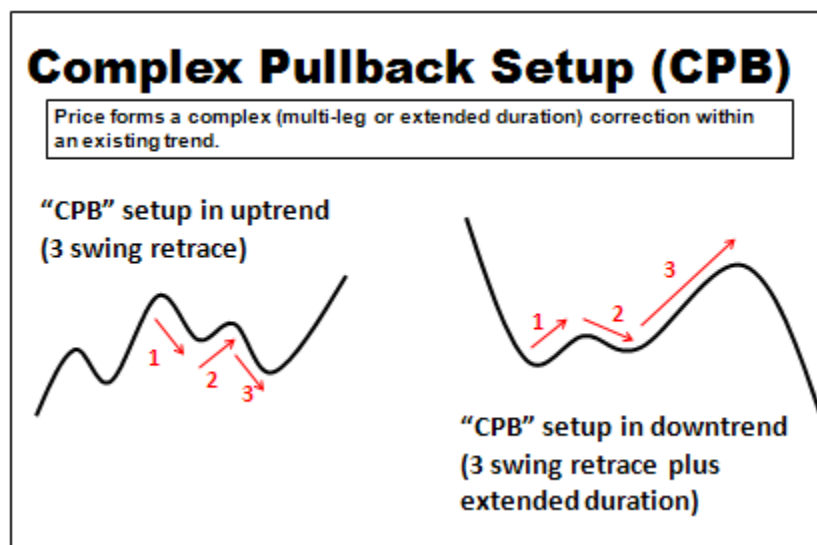 Complex Pullback Setup (CPB)
Price forms a complex (multi-leg or extended duration) correction within
an existing trend.
“CPB” setup in uptrend
(3 swing retrace)
1
2
3
1
2
3
“CPB” setup in downtrend
(3 swing retrace plus
extended duration)